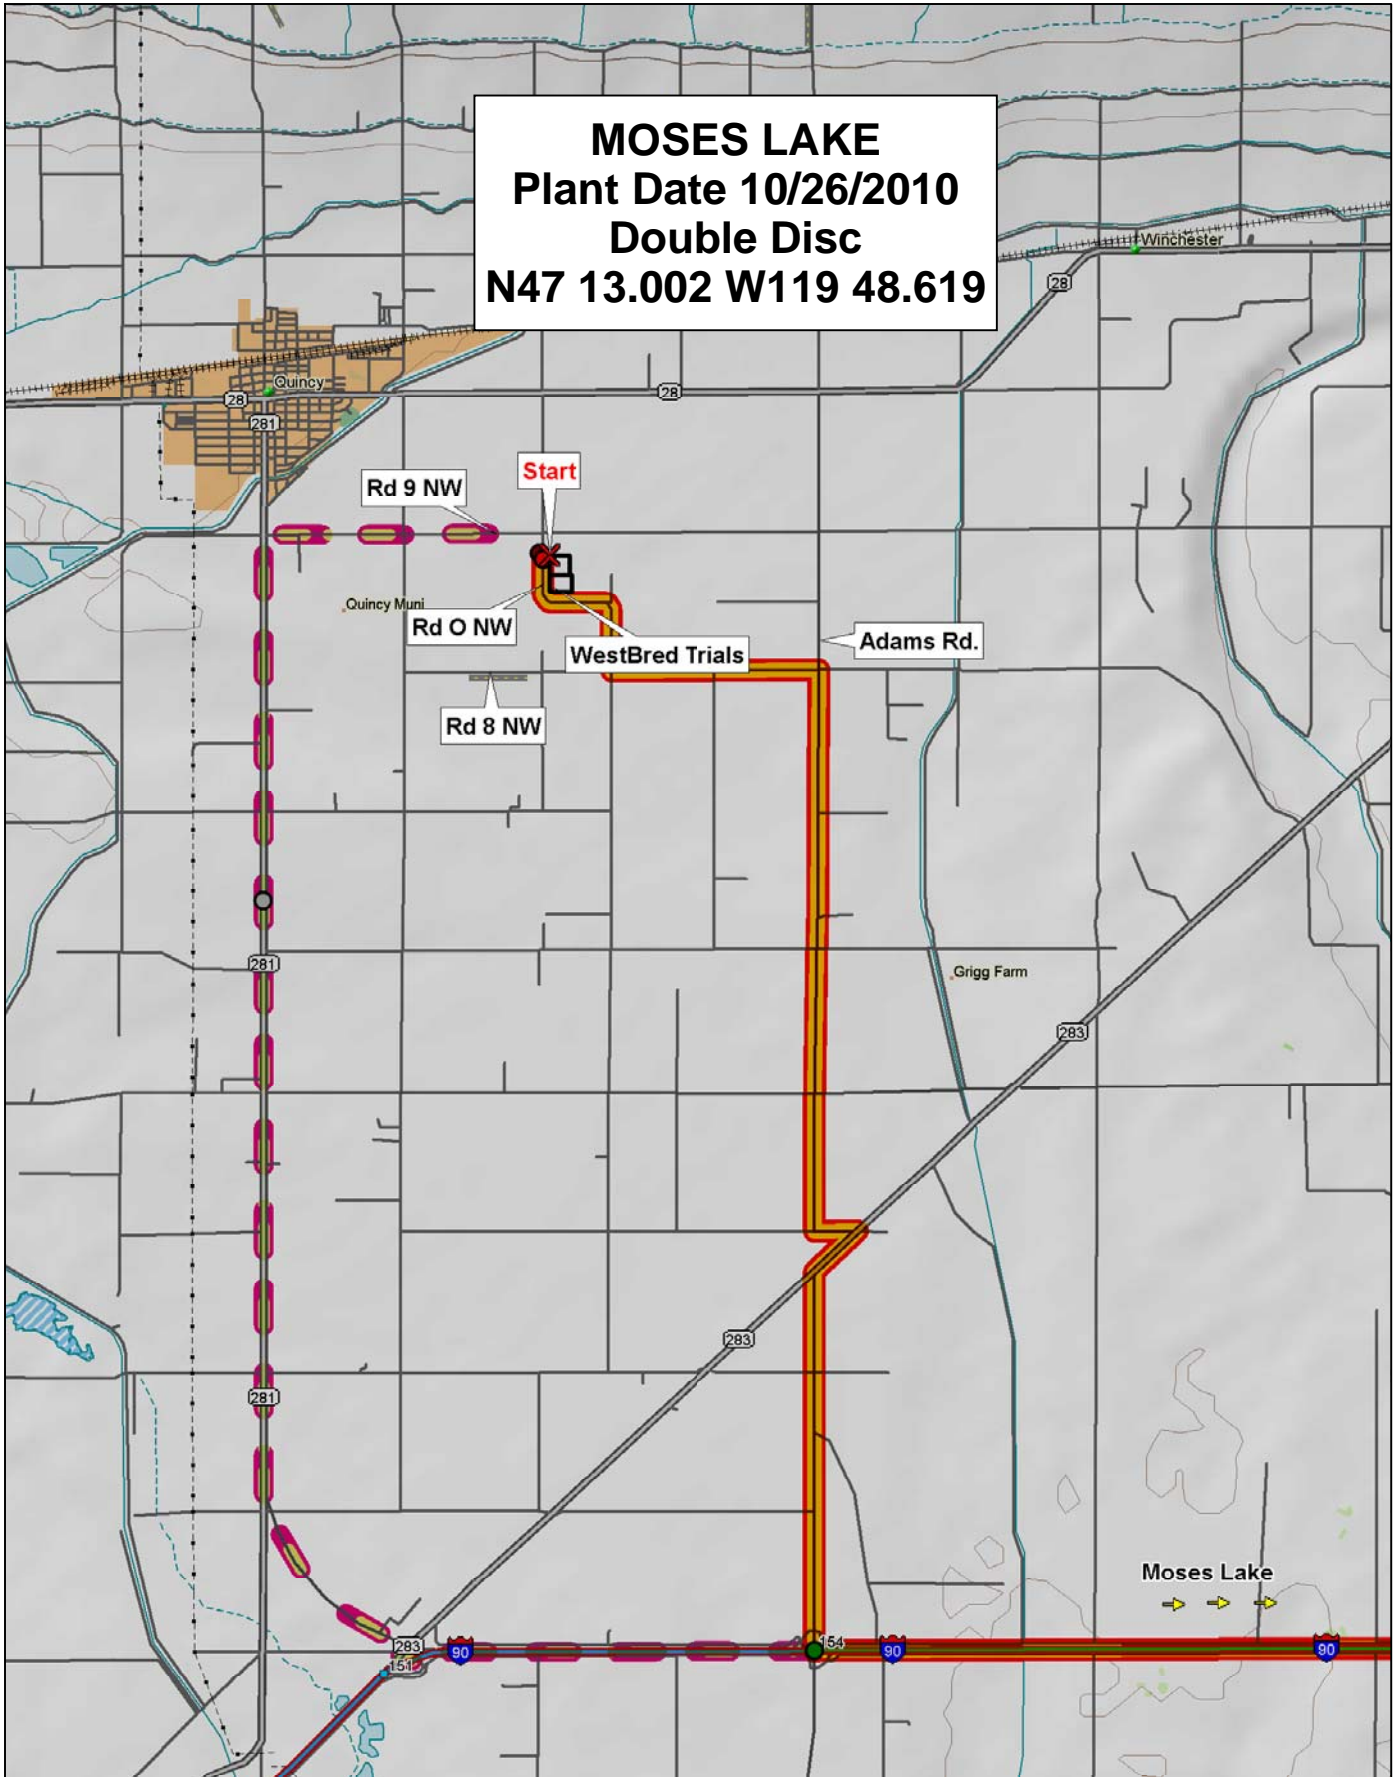 MOSES LAKE
Plant Date 10/26/2010
Double Disc
N47 13.002 W119 48.619
Winchester
28
Quincy
28
28
281
Start
Rd 9 NW
Quincy Muni
Rd O NW
WestBred Trials
Adams Rd.
Rd 8 NW
281
Grigg Farm
283
283
281
Moses Lake
283
151
90
154
90
90